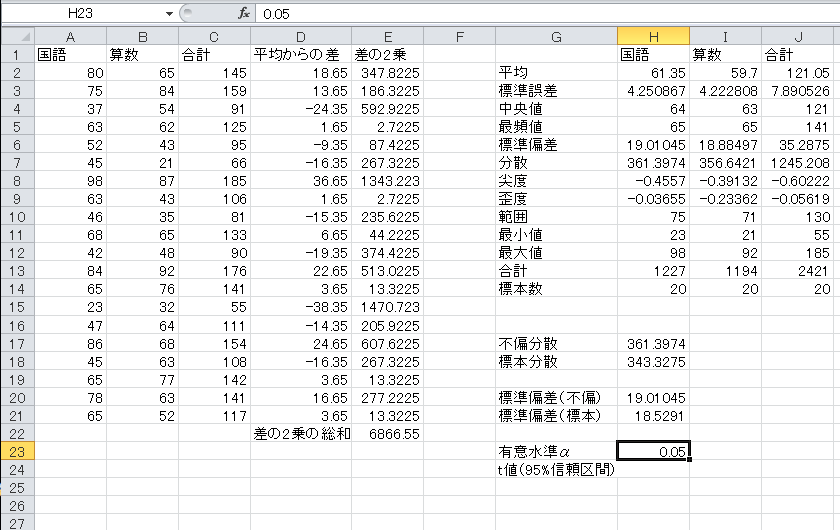 H23 fx 0.05
A B C D E F G H I J
1 国語 算数 合計 平均からの差 差の2乗 国語 算数 合計
2 80 65 145 18.65 347.8225 平均 61.35 59.7 121.05
3 75 84 159 13.65 186.3225 標準誤差 4.250867 4.222808 7.890526
4 37 54 91 -24.35 592.9225 中央値 64 63 121
5 63 62 125 1.65 2.7225 最頻値 65 65 141
6 52 43 95 -9.35 87.4225 標準偏差 19.01045 18.88497 35.2875
7 45 21 66 -16.35 267.3225 分散 361.3974 356.6421 1245.208
8 98 87 185 36.65 1343.223 尖度 -0.4557 -0.39132 -0.60222
9 63 43 106 1.65 2.7225 歪度 -0.03655 -0.23362 -0.05619
10 46 35 81 -15.35 235.6225 範囲 75 71 130
11 68 65 133 6.65 44.2225 最小値 23 21 55
12 42 48 90 -19.35 374.4225 最大値 98 92 185
13 84 92 176 22.65 513.0225 合計 1227 1194 2421
14 65 76 141 3.65 13.3225 標本数 20 20 20
15 23 32 55 -38.35 1470.723
16 47 64 111 -14.35 205.9225
17 86 68 154 24.65 607.6225 不偏分散 361.3974
18 45 63 108 -16.35 267.3225 標本分散 343.3275
19 65 77 142 3.65 13.3225
20 78 63 141 16.65 277.2225 標準偏差(不偏) 19.01045
21 65 52 117 3.65 13.3225 標準偏差(標本) 18.5291
22 差の2乗の総和 6866.55
23 有意水準α 0.05
24 t値(95%信頼区間)
25
26
27